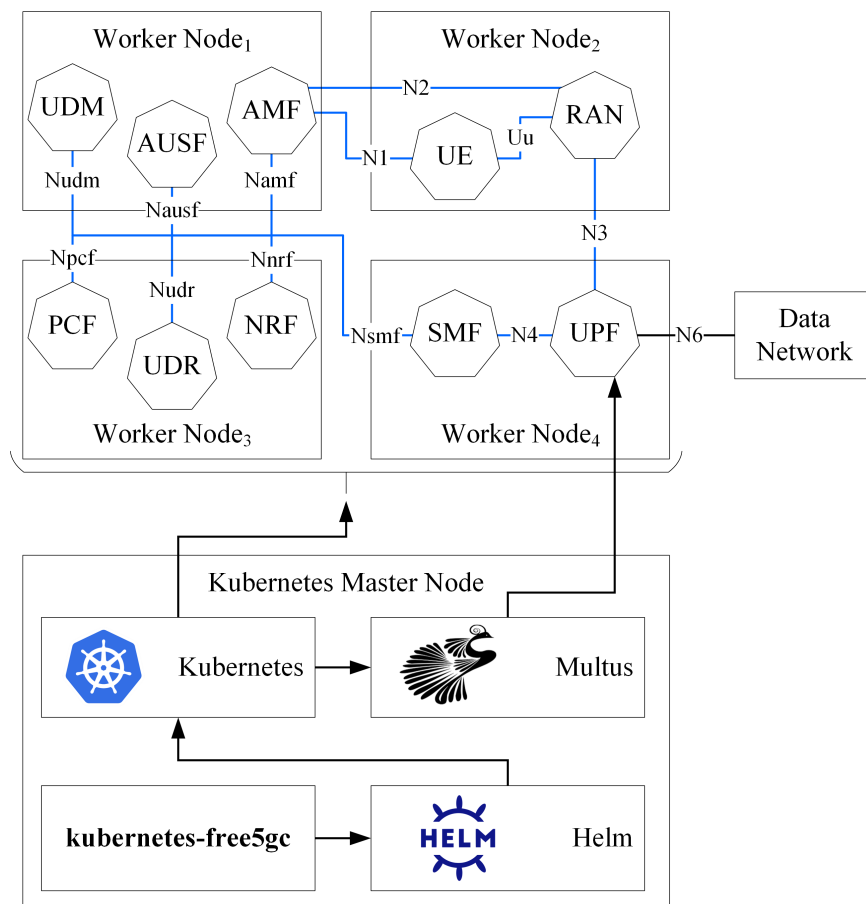 Worker Node1
Worker Node2
UDM
AUSF
AMF
N2
RAN
Uu
N1
UE
Nudm
Namf
Nausf
N3
Npcf
Nnrf
Nudr
PCF
UDR
NRF
Nsmf
SMF
N4
UPF
N6
Data
Network
Worker Node3
Worker Node4
Kubernetes Master Node
Kubernetes
Multus
kubernetes-free5gc
HELM
Helm